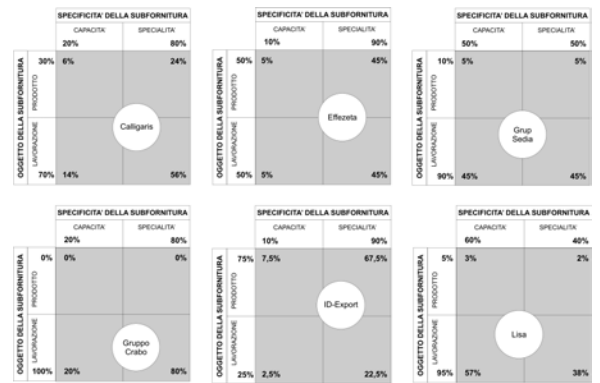 SPECIFICITA' DELLA SUBFORNITURA
CAPACITA' SPECIALITA'
20% 80%
OGGETTO DELLA SUBFORNITURA
PRODOTTO
LAVORAZIONE
30% 6% 24%
Calligaris
70% 14% 56%
SPECIFICITA' DELLA SUBFORNITURA
CAPACITA' SPECIALITA'
10% 90%
OGGETTO DELLA SUBFORNITURA
PRODOTTO
LAVORAZIONE
50% 5% 45%
Effezeta
50% 5% 45%
SPECIFICITA' DELLA SUBFORNITURA
CAPACITA' SPECIALITA'
50% 50%
OGGETTO DELLA SUBFORNITURA
PRODOTTO
LAVORAZIONE
10% 5% 5%
Grup
Sedia
90% 45% 45%
SPECIFICITA' DELLA SUBFORNITURA
CAPACITA' SPECIALITA'
20% 80%
OGGETTO DELLA SUBFORNITURA
PRODOTTO
LAVORAZIONE
0% 0% 0%
Gruppo
Crabo
100% 20% 80%
SPECIFICITA' DELLA SUBFORNITURA
CAPACITA' SPECIALITA'
10% 90%
OGGETTO DELLA SUBFORNITURA
PRODOTTO
LAVORAZIONE
75% 7,5% 67,5%
ID-Export
25% 2,5% 22,5%
SPECIFICITA' DELLA SUBFORNITURA
CAPACITA' SPECIALITA'
60% 40%
OGGETTO DELLA SUBFORNITURA
PRODOTTO
LAVORAZIONE
5% 3% 2%
Lisa
95% 57% 38%